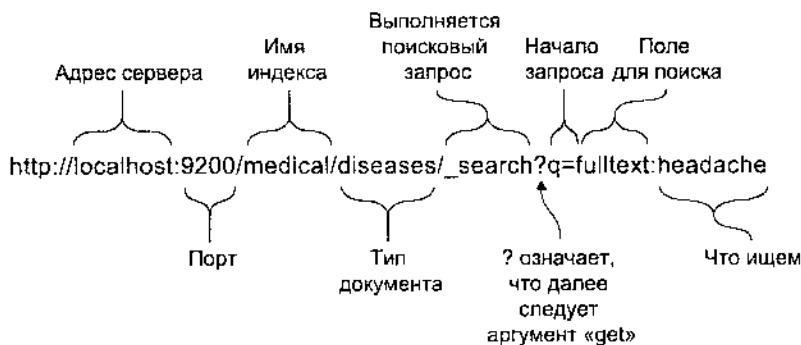 Выполняется
поисковый
запрос
Имя
индекса
Начало
запроса
Поле
для поиска
Адрес сервера
http://localhost:9200/medical/diseases/_search?q=fulltext:headache
Порт
Тип
документа
? означает,
что далее
следует
аргумент «get»
Что ищем